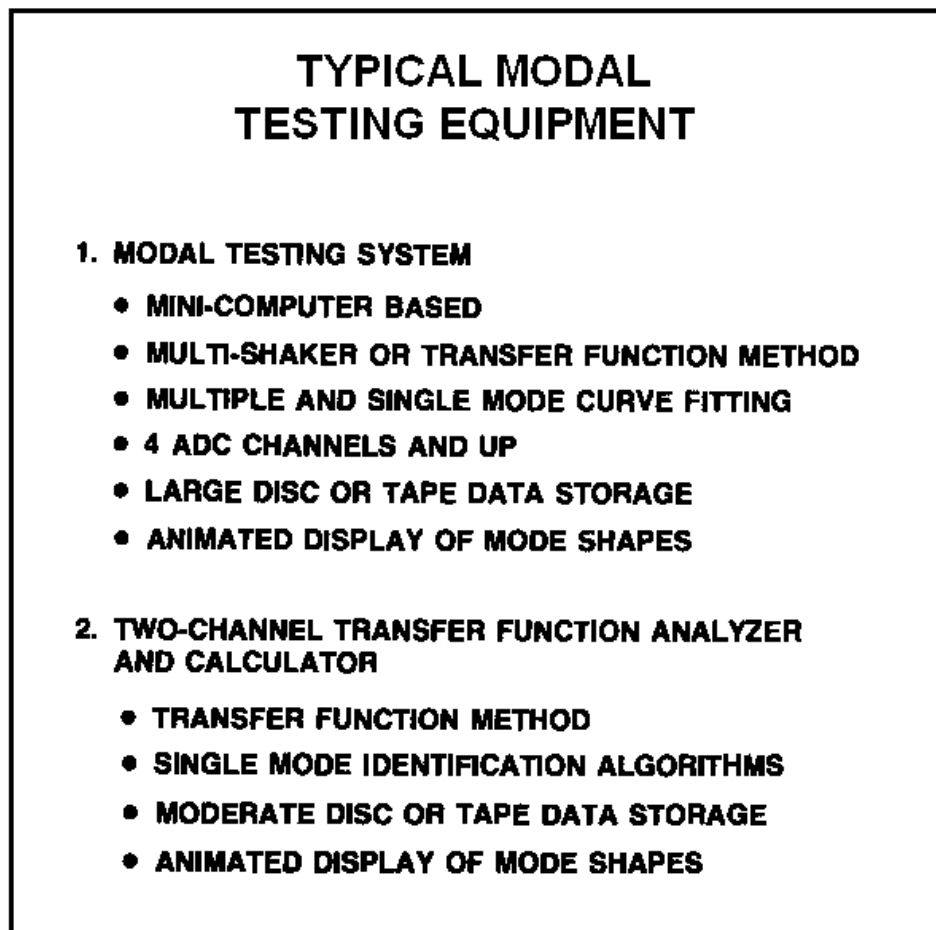 TYPICAL MODAL
TESTING EQUIPMENT
1. MODAL TESTING SYSTEM
• MINI-COMPUTER BASED
• MULTI-SHAKER OR TRANSFER FUNCTION METHOD
• MULTIPLE AND SINGLE MODE CURVE FITTING
• 4 ADC CHANNELS AND UP
• LARGE DISC OR TAPE DATA STORAGE
• ANIMATED DISPLAY OF MODE SHAPES
2. TWO-CHANNEL TRANSFER FUNCTION ANALYZER
AND CALCULATOR
• TRANSFER FUNCTION METHOD
• SINGLE MODE IDENTIFICATION ALGORITHMS
• MODERATE DISC OR TAPE DATA STORAGE
• ANIMATED DISPLAY OF MODE SHAPES